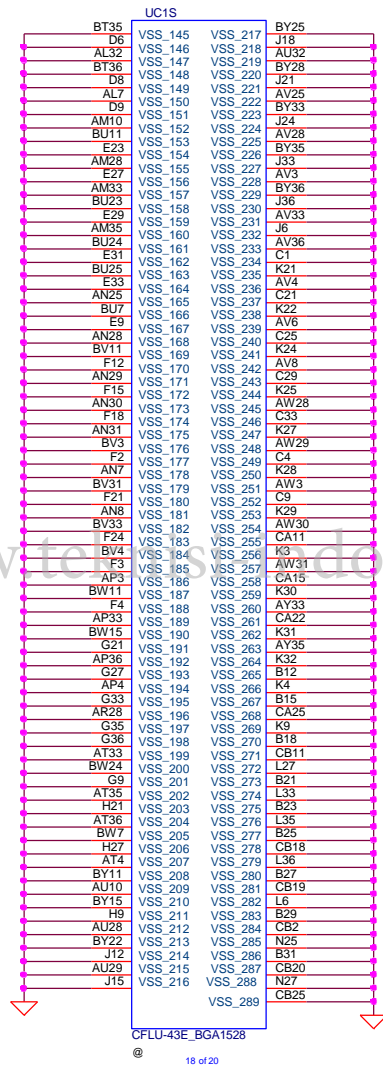 UC1S
BT35 VSS_145 VSS_217 BY25
D6 VSS_146 VSS_218 J18
AL32 VSS_147 VSS_219 AU32
BT36 VSS_148 VSS_220 BY28
D8 VSS_149 VSS_221 J21
AL7 VSS_150 VSS_222 AV25
D9 VSS_151 VSS_223 BY33
AM10 VSS_152 VSS_224 J24
BU11 VSS_153 VSS_225 AV28
E23 VSS_154 VSS_226 BY35
AM28 VSS_155 VSS_227 J33
E27 VSS_156 VSS_228 AV3
AM33 VSS_157 VSS_229 BY36
BU23 VSS_158 VSS_230 J36
E29 VSS_159 VSS_231 AV33
AM35 VSS_160 VSS_232 J6
BU24 VSS_161 VSS_233 AV36
E31 VSS_162 VSS_234 C1
BU25 VSS_163 VSS_235 K21
E33 VSS_164 VSS_236 AV4
AN25 VSS_165 VSS_237 C21
BU7 VSS_166 VSS_238 K22
E9 VSS_167 VSS_239 AV6
AN28 VSS_168 VSS_240 C25
BV11 VSS_169 VSS_241 K24
F12 VSS_170 VSS_242 AV8
AN29 VSS_171 VSS_243 C29
F15 VSS_172 VSS_244 K25
AN30 VSS_173 VSS_245 AW28
F18 VSS_174 VSS_246 C33
AN31 VSS_175 VSS_247 K27
BV3 VSS_176 VSS_248 AW29
F2 VSS_177 VSS_249 C4
AN7 VSS_178 VSS_250 K28
BV31 VSS_179 VSS_251 AW3
F21 VSS_180 VSS_252 C9
AN8 VSS_181 VSS_253 K29
BV33 VSS_182 VSS_254 AW30
F24 VSS_183 VSS_255 CA11
BV4 VSS_184 VSS_256 K3
F3 VSS_185 VSS_257 AW31
AP3 VSS_186 VSS_258 CA15
BW11 VSS_187 VSS_259 K30
F4 VSS_188 VSS_260 AY33
AP33 VSS_189 VSS_261 CA22
BW15 VSS_190 VSS_262 K31
G21 VSS_191 VSS_263 AY35
AP36 VSS_192 VSS_264 K32
G27 VSS_193 VSS_265 B12
AP4 VSS_194 VSS_266 K4
G33 VSS_195 VSS_267 B15
AR28 VSS_196 VSS_268 CA25
G35 VSS_197 VSS_269 K9
G36 VSS_198 VSS_270 B18
AT33 VSS_199 VSS_271 CB11
BW24 VSS_200 VSS_272 L27
G9 VSS_201 VSS_273 B21
AT35 VSS_202 VSS_274 L33
H21 VSS_203 VSS_275 B23
AT36 VSS_204 VSS_276 L35
BW7 VSS_205 VSS_277 B25
H27 VSS_206 VSS_278 CB18
AT4 VSS_207 VSS_279 L36
BY11 VSS_208 VSS_280 B27
AU10 VSS_209 VSS_281 CB19
BY15 VSS_210 VSS_282 L6
H9 VSS_211 VSS_283 B29
AU28 VSS_212 VSS_284 CB2
BY22 VSS_213 VSS_285 N25
J12 VSS_214 VSS_286 B31
AU29 VSS_215 VSS_287 CB20
J15 VSS_216 VSS_288 N27
VSS_289 CB25
w.teknisi-indo
CFLU-43E_BGA1528
@
18 of 20